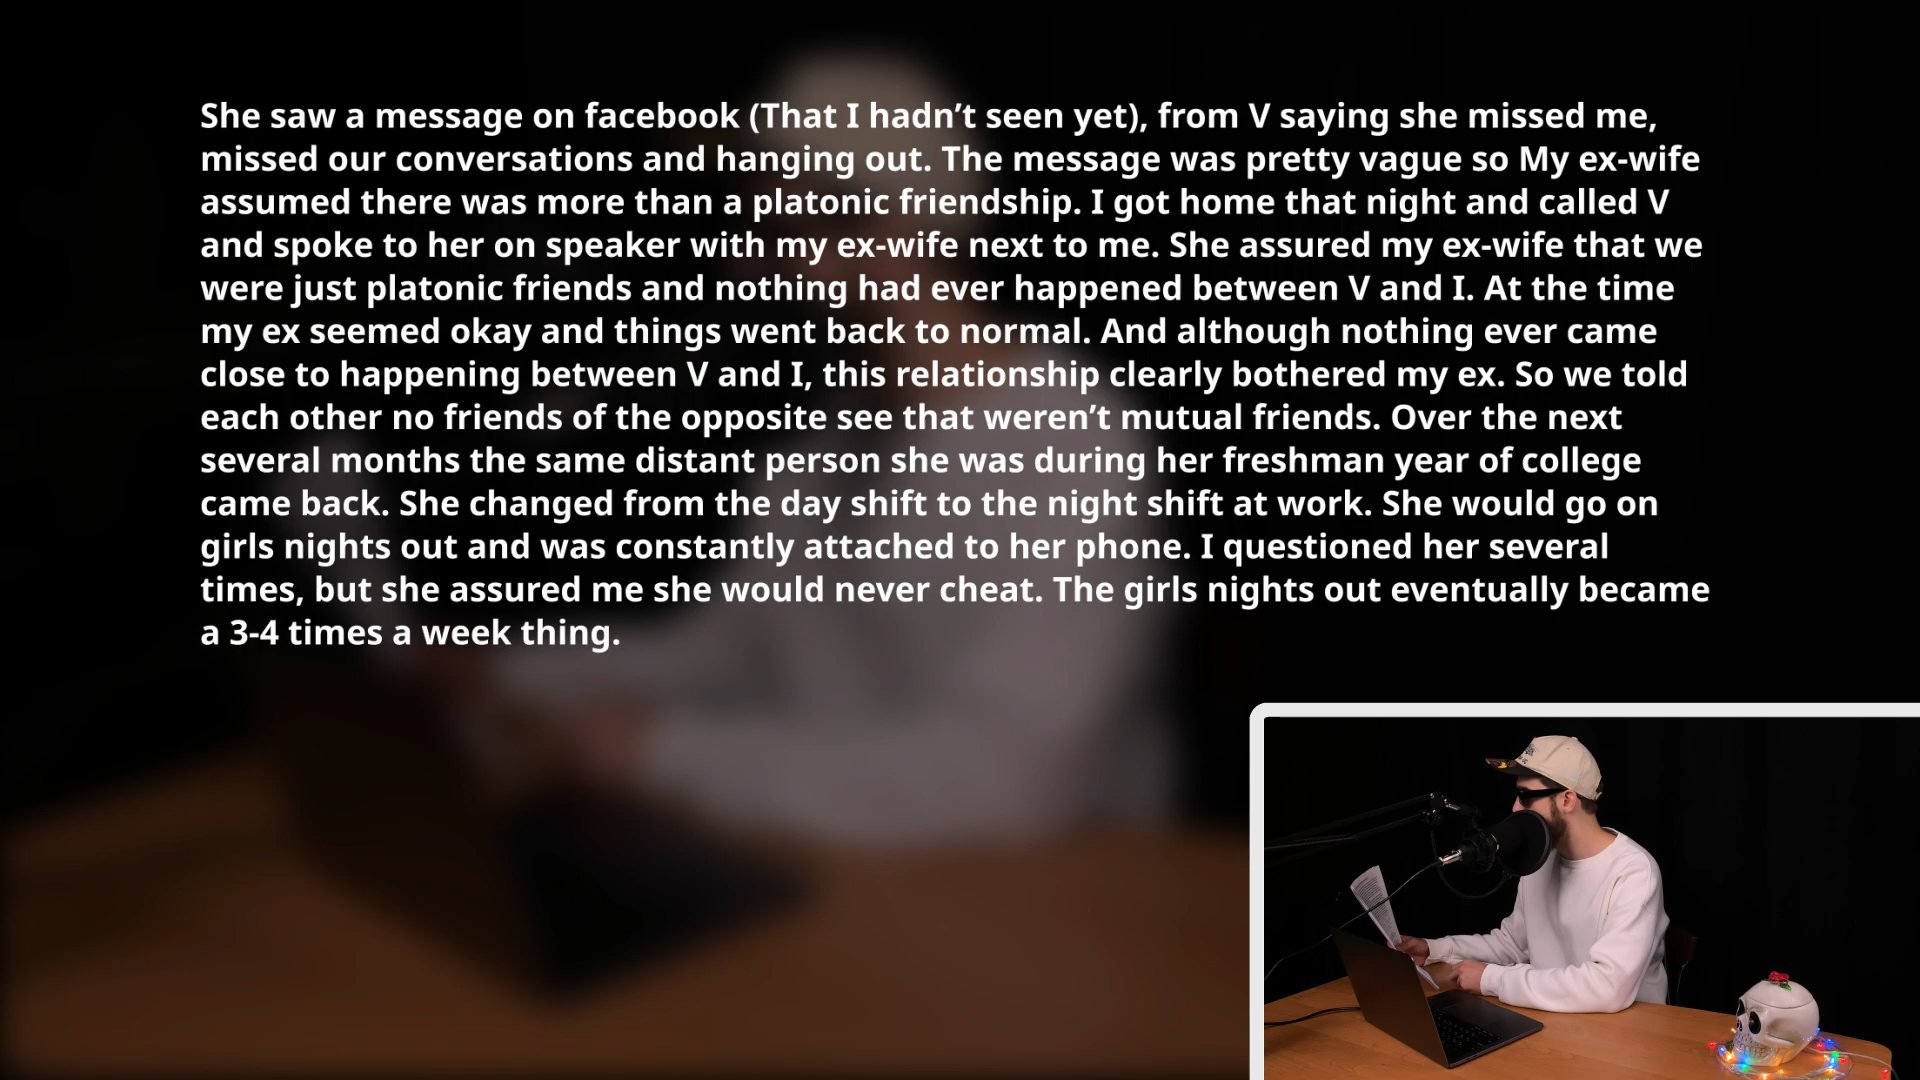 She saw a message on facebook (That I hadn’t seen yet), from V saying she missed me,
missed our conversations and hanging out. The message was pretty vague so My ex-wife
assumed there was more than a platonic friendship. I got home that night and called V
and spoke to her on speaker with my ex-wife next to me. She assured my ex-wife that we
were just platonic friends and nothing had ever happened between V and I. At the time
my ex seemed okay and things went back to normal. And although nothing ever came
close to happening between V and I, this relationship clearly bothered my ex. So we told
each other no friends of the opposite see that weren’t mutual friends. Over the next
several months the same distant person she was during her freshman year of college
came back. She changed from the day shift to the night shift at work. She would go on
girls nights out and was constantly attached to her phone. I questioned her several
times, but she assured me she would never cheat. The girls nights out eventually became
a 3-4 times a week thing.